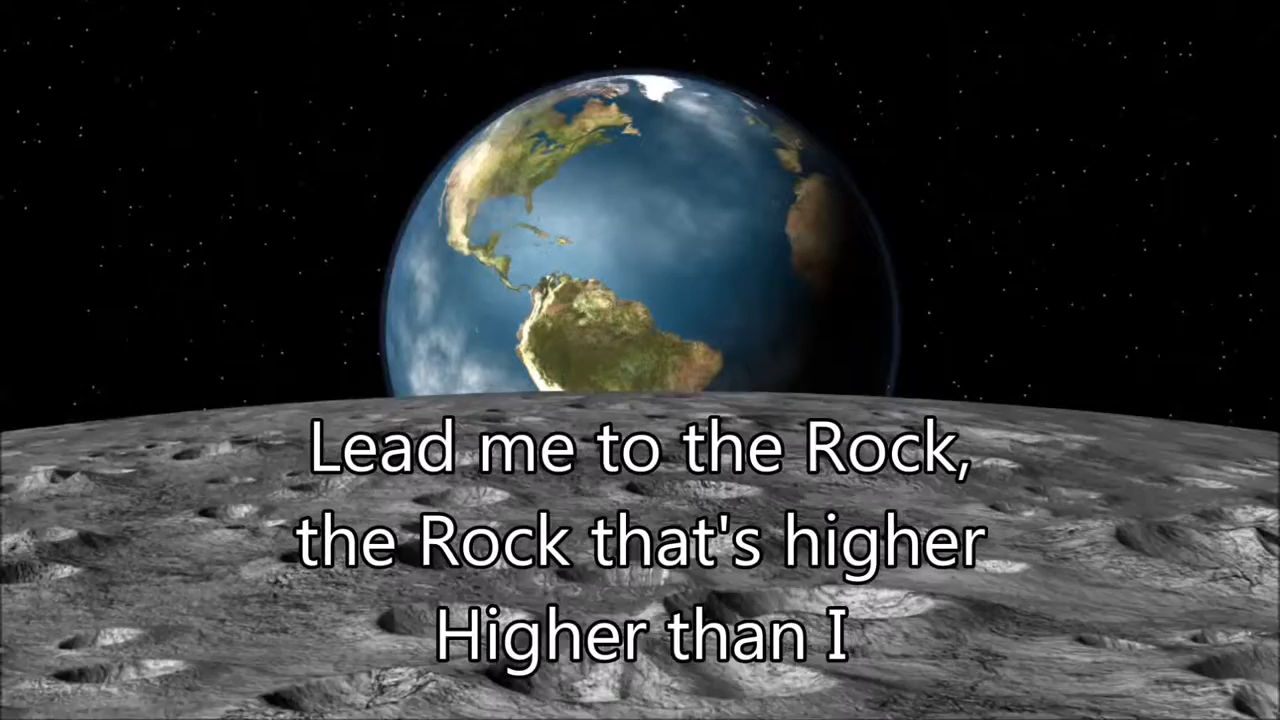 Lead me to the Rock,
the Rock that's higher
Higher than I